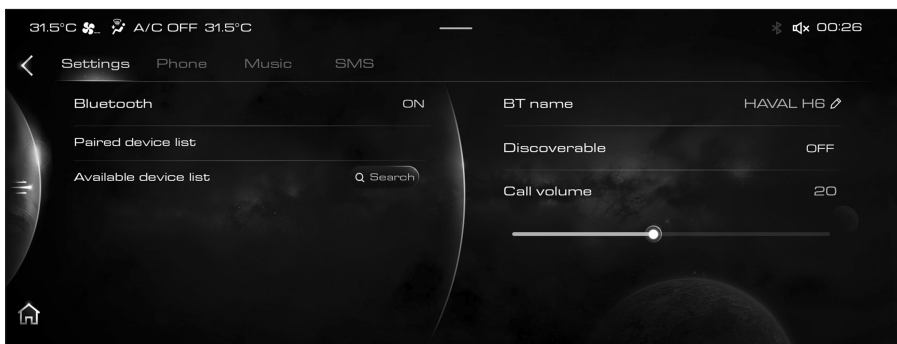 31.5°C A/C OFF 31.5°C 00:26
Settings Phone Music SMS
Bluetooth ON
Paired device list
Available device list Search
BT name HAVAL H6
Discoverable OFF
Call volume 20